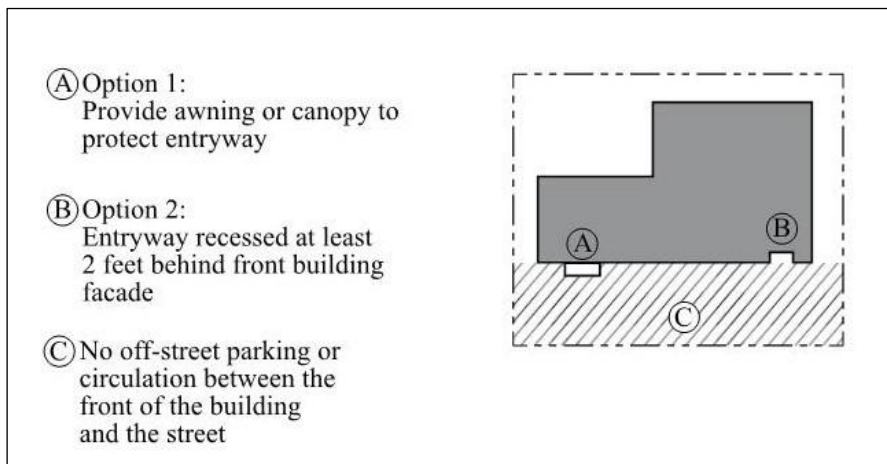 Ⓐ Option 1:
Provide awning or canopy to
protect entryway
Ⓑ Option 2:
Entryway recessed at least
2 feet behind front building
facade
Ⓒ No off-street parking or
circulation between the
front of the building
and the street
Ⓐ
Ⓑ
Ⓒ